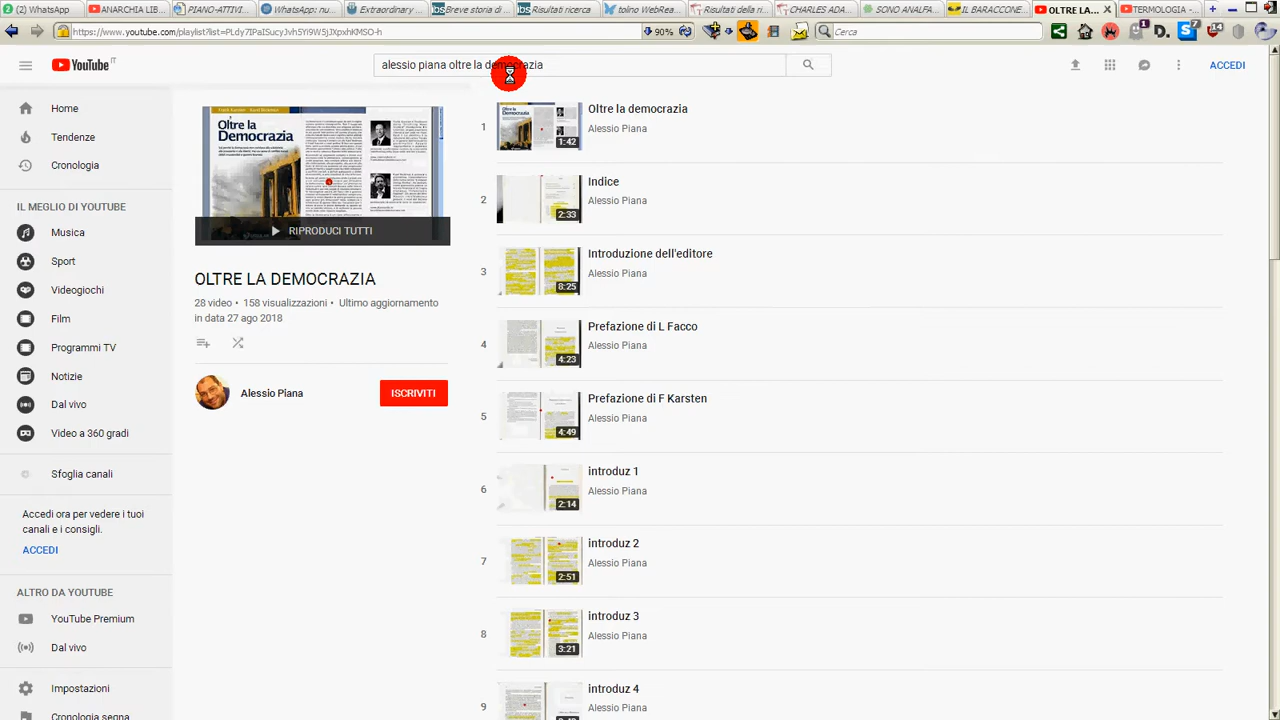 (2) WhatsApp
ANARCHIA LIB
PIANO-ATTIVI
WhatsApp: nu
Extraordinary
Breve storia di
Risultati ricerca
tolino WebRea
Risultati della ri
CHARLES ADA
SONO ANALFA
IL BARACCONE
OLTRE LA...
TERMOLOGIA -
https://www.youtube.com/playlist?list=PLdy7IPaISucyJvh5Yi9W5jJXpxhKMSO-h
90%
Cerca
YouTube IT
alessio piana oltre la democrazia
ACCEDI
Home
Tendenze
Cronologia
IL MEGLIO DI YOUTUBE
Musica
Sport
Videogiochi
Film
Programmi TV
Notizie
Dal vivo
Video a 360 gradi
Sfoglia canali
Accedi ora per vedere i tuoi
canali e i consigli.
ACCEDI
ALTRO DA YOUTUBE
YouTube Premium
Dal vivo
Impostazioni
Oltre la
Democrazia
RIPRODUCI TUTTI
OLTRE LA DEMOCRAZIA
28 video • 158 visualizzazioni • Ultimo aggiornamento
in data 27 ago 2018
Alessio Piana
ISCRIVITI
1
1:42
Oltre la democrazia
Alessio Piana
2
2:33
Indice
Alessio Piana
3
8:25
Introduzione dell'editore
Alessio Piana
4
4:23
Prefazione di L Facco
Alessio Piana
5
4:49
Prefazione di F Karsten
Alessio Piana
6
2:14
introduz 1
Alessio Piana
7
2:51
introduz 2
Alessio Piana
8
3:21
introduz 3
Alessio Piana
9
introduz 4
Alessio Piana